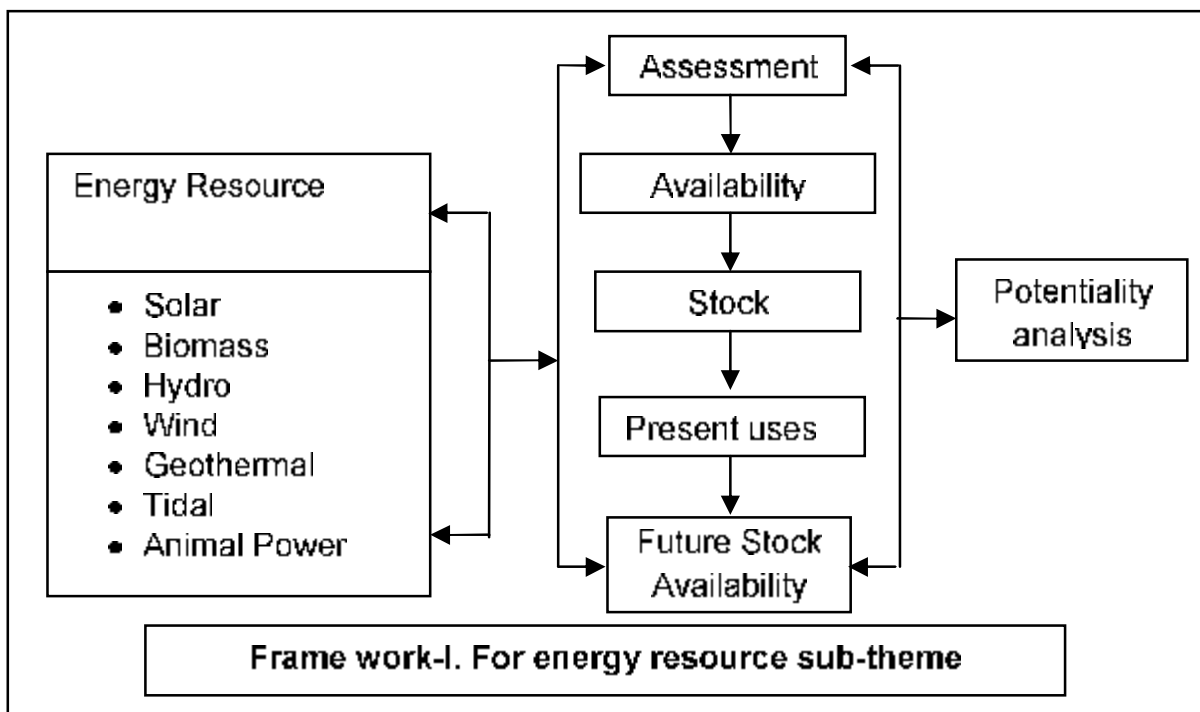 Energy Resource
• Solar
• Biomass
• Hydro
• Wind
• Geothermal
• Tidal
• Animal Power
Assessment
Availability
Stock
Present uses
Future Stock
Availability
Potentiality
analysis
Frame work-I. For energy resource sub-theme